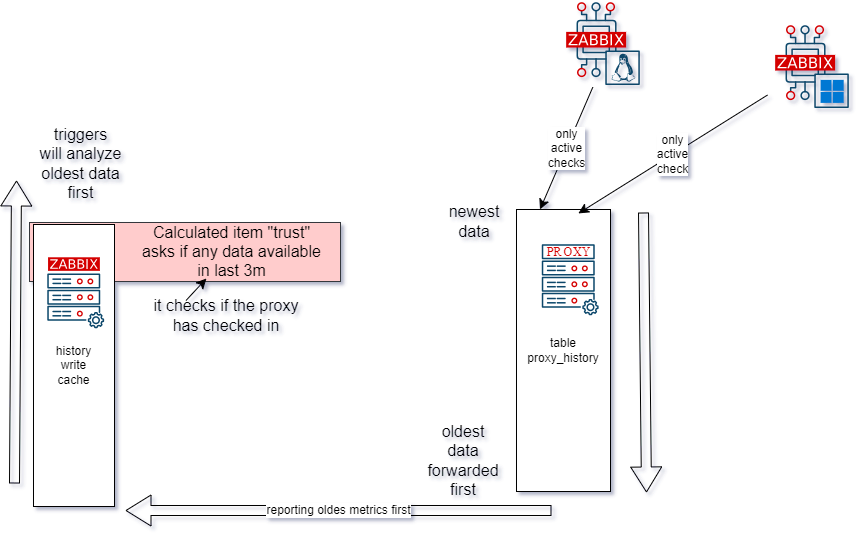 ZABBIX
ZABBIX
only
active
checks
only
active
check
triggers
will analyze
oldest data
first
newest
data
Calculated item "trust"
asks if any data available
in last 3m
ZABBIX
PROXY
it checks if the proxy
has checked in
history
write
cache
table
proxy_history
oldest
data
forwarded
first
reporting oldes metrics first